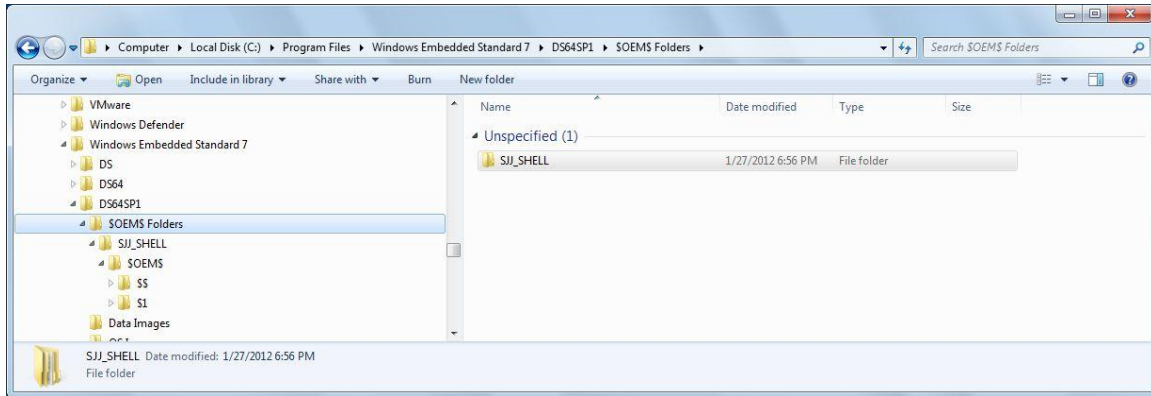 Computer ▸ Local Disk (C:) ▸ Program Files ▸ Windows Embedded Standard 7 ▸ DS64SP1 ▸ $OEM$ Folders ▸
Search $OEM$ Folders
Organize Open Include in library Share with Burn New folder
VMware
Windows Defender
Windows Embedded Standard 7
DS
DS64
DS64SP1
$OEM$ Folders
SJJ_SHELL
$OEM$
$$
$1
Data Images
Name Date modified Type Size
Unspecified (1)
SJJ_SHELL 1/27/2012 6:56 PM File folder
SJJ_SHELL Date modified: 1/27/2012 6:56 PM
File folder